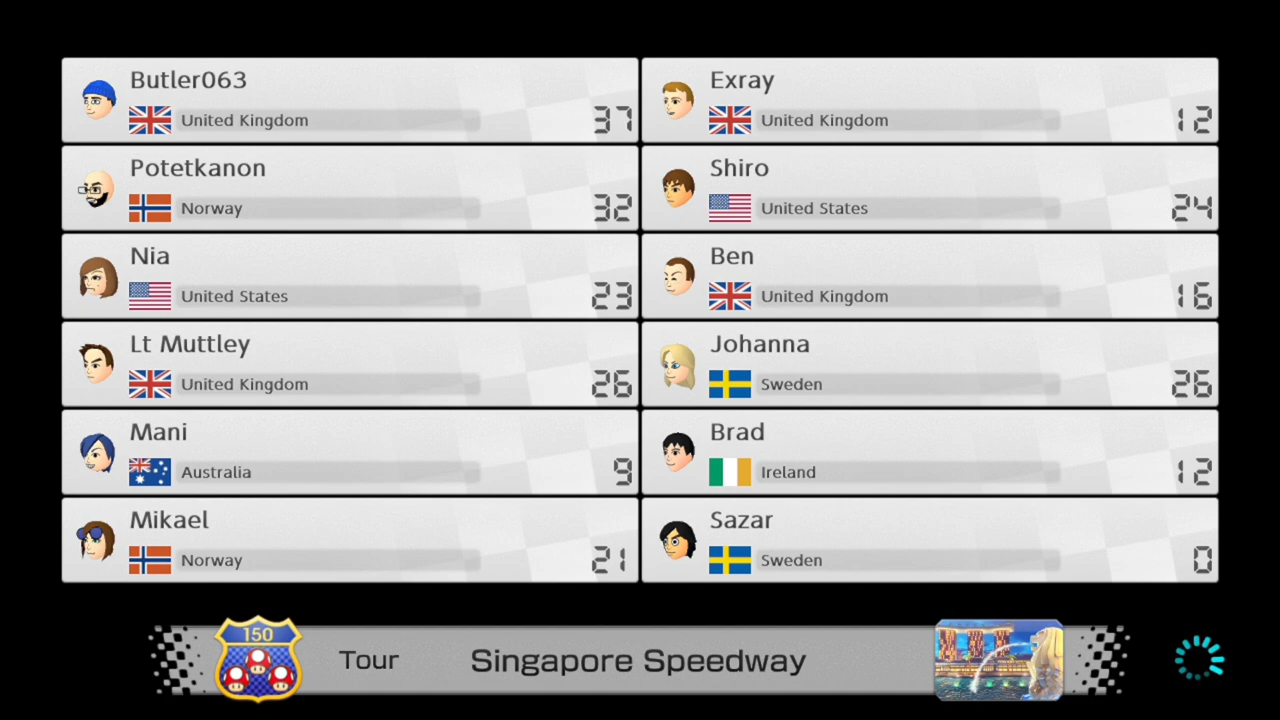 Butler063
United Kingdom
37
Exray
United Kingdom
12
Potetkanon
Norway
32
Shiro
United States
24
Nia
United States
23
Ben
United Kingdom
16
Lt Muttley
United Kingdom
26
Johanna
Sweden
26
Mani
Australia
9
Brad
Ireland
12
Mikael
Norway
21
Sazar
Sweden
0
150
Tour Singapore Speedway